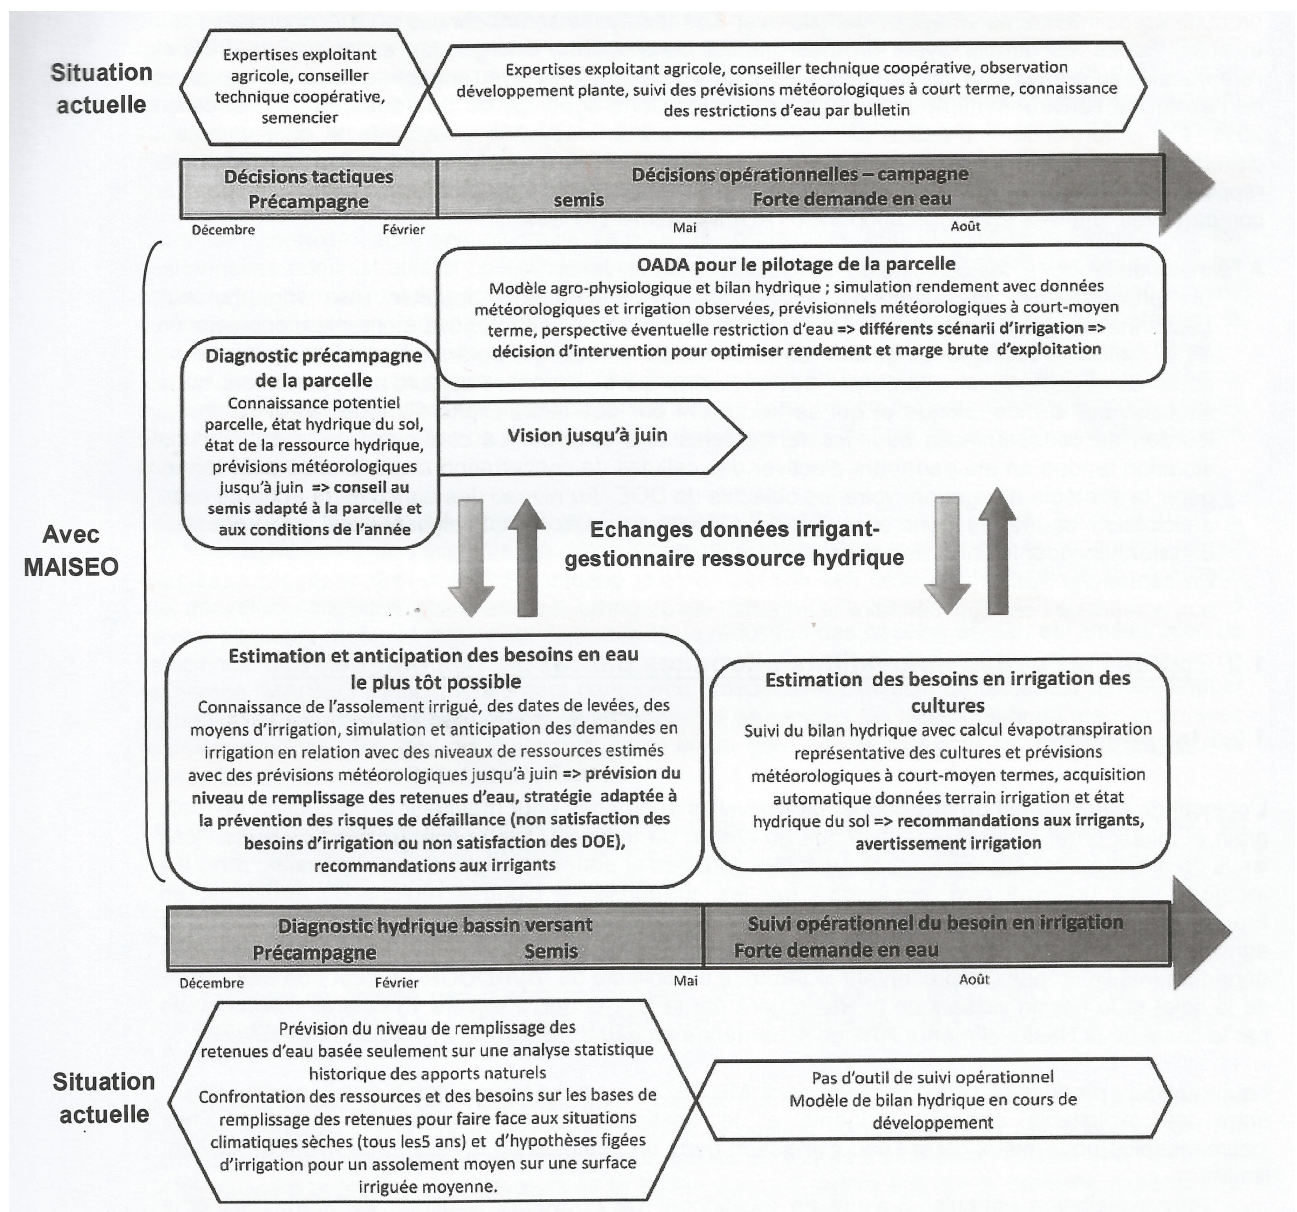 Situation
actuelle
Expertises exploitant
agricole, conseiller
technique coopérative,
semencier
Expertises exploitant agricole, conseiller technique coopérative, observation
développement plante, suivi des prévisions météorologiques à court terme, connaissance
des restrictions d'eau par bulletin
Décisions tactiques
Précampagne
Décisions opérationnelles – campagne
semis Forte demande en eau
Décembre Février Mai Août
OADA pour le pilotage de la parcelle
Modèle agro-physiologique et bilan hydrique ; simulation rendement avec données
météorologiques et irrigation observées, prévisionnels météorologiques à court-moyen
terme, perspective éventuelle restriction d'eau => différents scénarii d'irrigation =>
décision d'intervention pour optimiser rendement et marge brute d'exploitation
Diagnostic précampagne
de la parcelle
Connaissance potentiel
parcelle, état hydrique du sol,
état de la ressource hydrique,
prévisions météorologiques
jusqu'à juin => conseil au
semis adapté à la parcelle et
aux conditions de l'année
Vision jusqu'à juin
Avec
MAISEO
Echanges données irrigant-
gestionnaire ressource hydrique
Estimation et anticipation des besoins en eau
le plus tôt possible
Connaissance de l'assolement irrigué, des dates de levées, des
moyens d'irrigation, simulation et anticipation des demandes en
irrigation en relation avec des niveaux de ressources estimés
avec des prévisions météorologiques jusqu'à juin => prévision du
niveau de remplissage des retenues d'eau, stratégie adaptée à
la prévention des risques de défaillance (non satisfaction des
besoins d'irrigation ou non satisfaction des DOE),
recommandations aux irrigants
Estimation des besoins en irrigation des
cultures
Suivi du bilan hydrique avec calcul évapotranspiration
représentative des cultures et prévisions
météorologiques à court-moyen termes, acquisition
automatique données terrain irrigation et état
hydrique du sol => recommandations aux irrigants,
avertissement irrigation
Diagnostic hydrique bassin versant
Précampagne Semis
Suivi opérationnel du besoin en irrigation
Forte demande en eau
Décembre Février Mai Août
Situation
actuelle
Prévision du niveau de remplissage des
retenues d'eau basée seulement sur une analyse statistique
historique des apports naturels
Confrontation des ressources et des besoins sur les bases de
remplissage des retenues pour faire face aux situations
climatiques sèches (tous les5 ans) et d'hypothèses figées
d'irrigation pour un assolement moyen sur une surface
irriguée moyenne.
Pas d'outil de suivi opérationnel
Modèle de bilan hydrique en cours de
développement